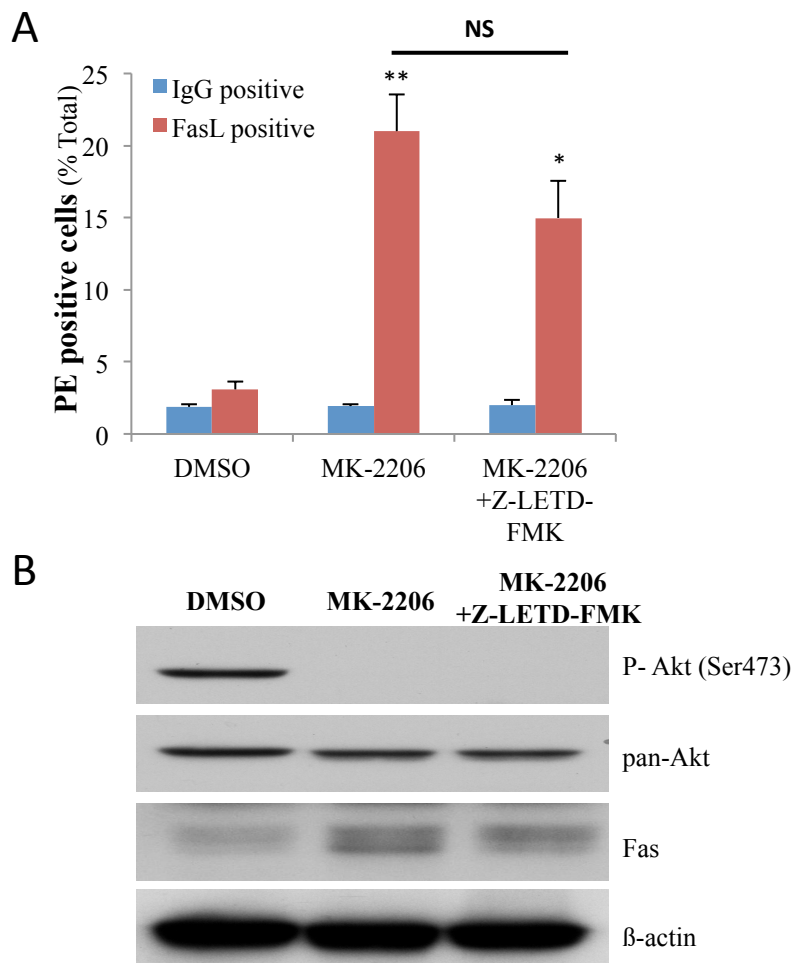 A
NS
25
20
15
10
5
0
PE positive cells (% Total)
IgG positive
FasL positive
**
*
DMSO
MK-2206
MK-2206
+Z-LETD-
FMK
B
DMSO
MK-2206
MK-2206
+Z-LETD-FMK
P- Akt (Ser473)
pan-Akt
Fas
ß-actin